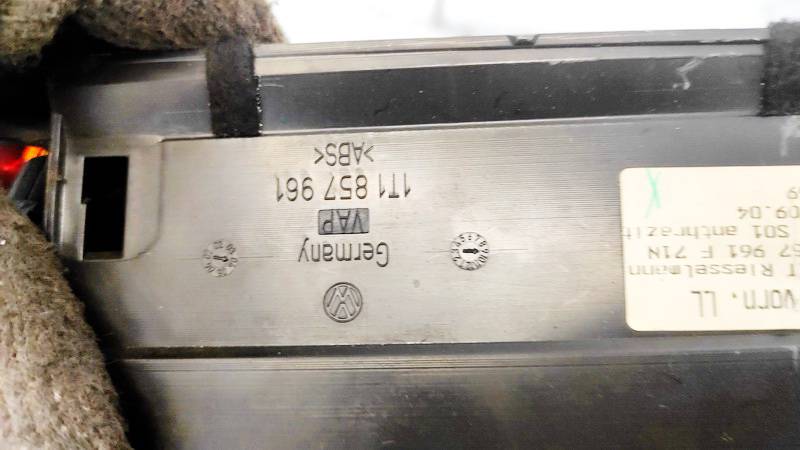 vorn. LL
T Riesselmann
57 961 F 71N
S01 anthrazit
09.04
Germany
VAP
1T1 857 961
>ABS<